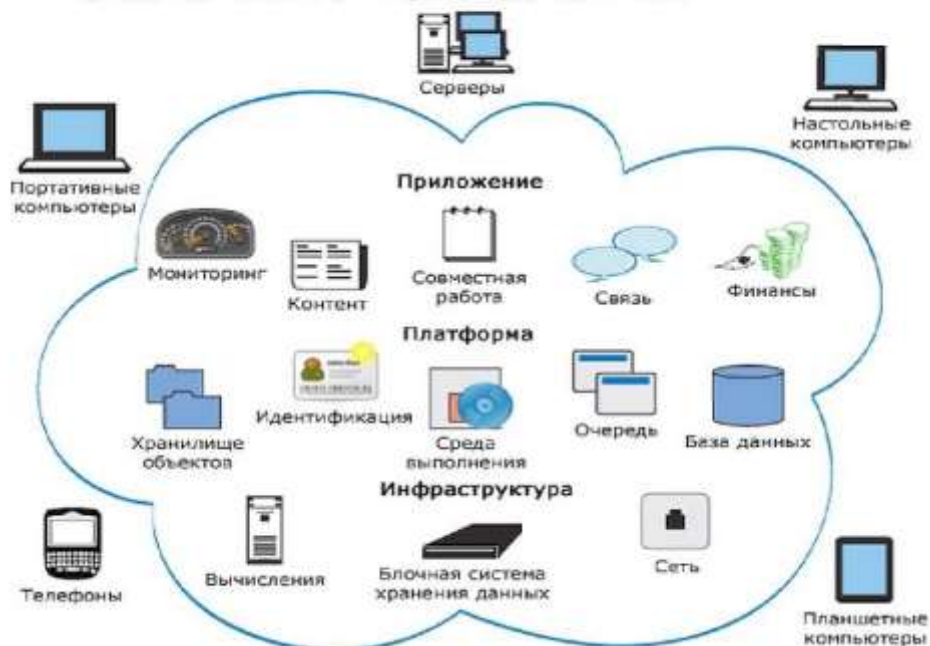 Серверы
Настольные
компьютеры
Портативные
компьютеры
Приложение
Мониторинг
Контент
Совместная
работа
Связь
Финансы
Платформа
Хранилище
объектов
Идентификация
Среда
выполнения
Очередь
База данных
Инфраструктура
Вычисления
Блочная система
хранения данных
Сеть
Телефоны
Планшетные
компьютеры